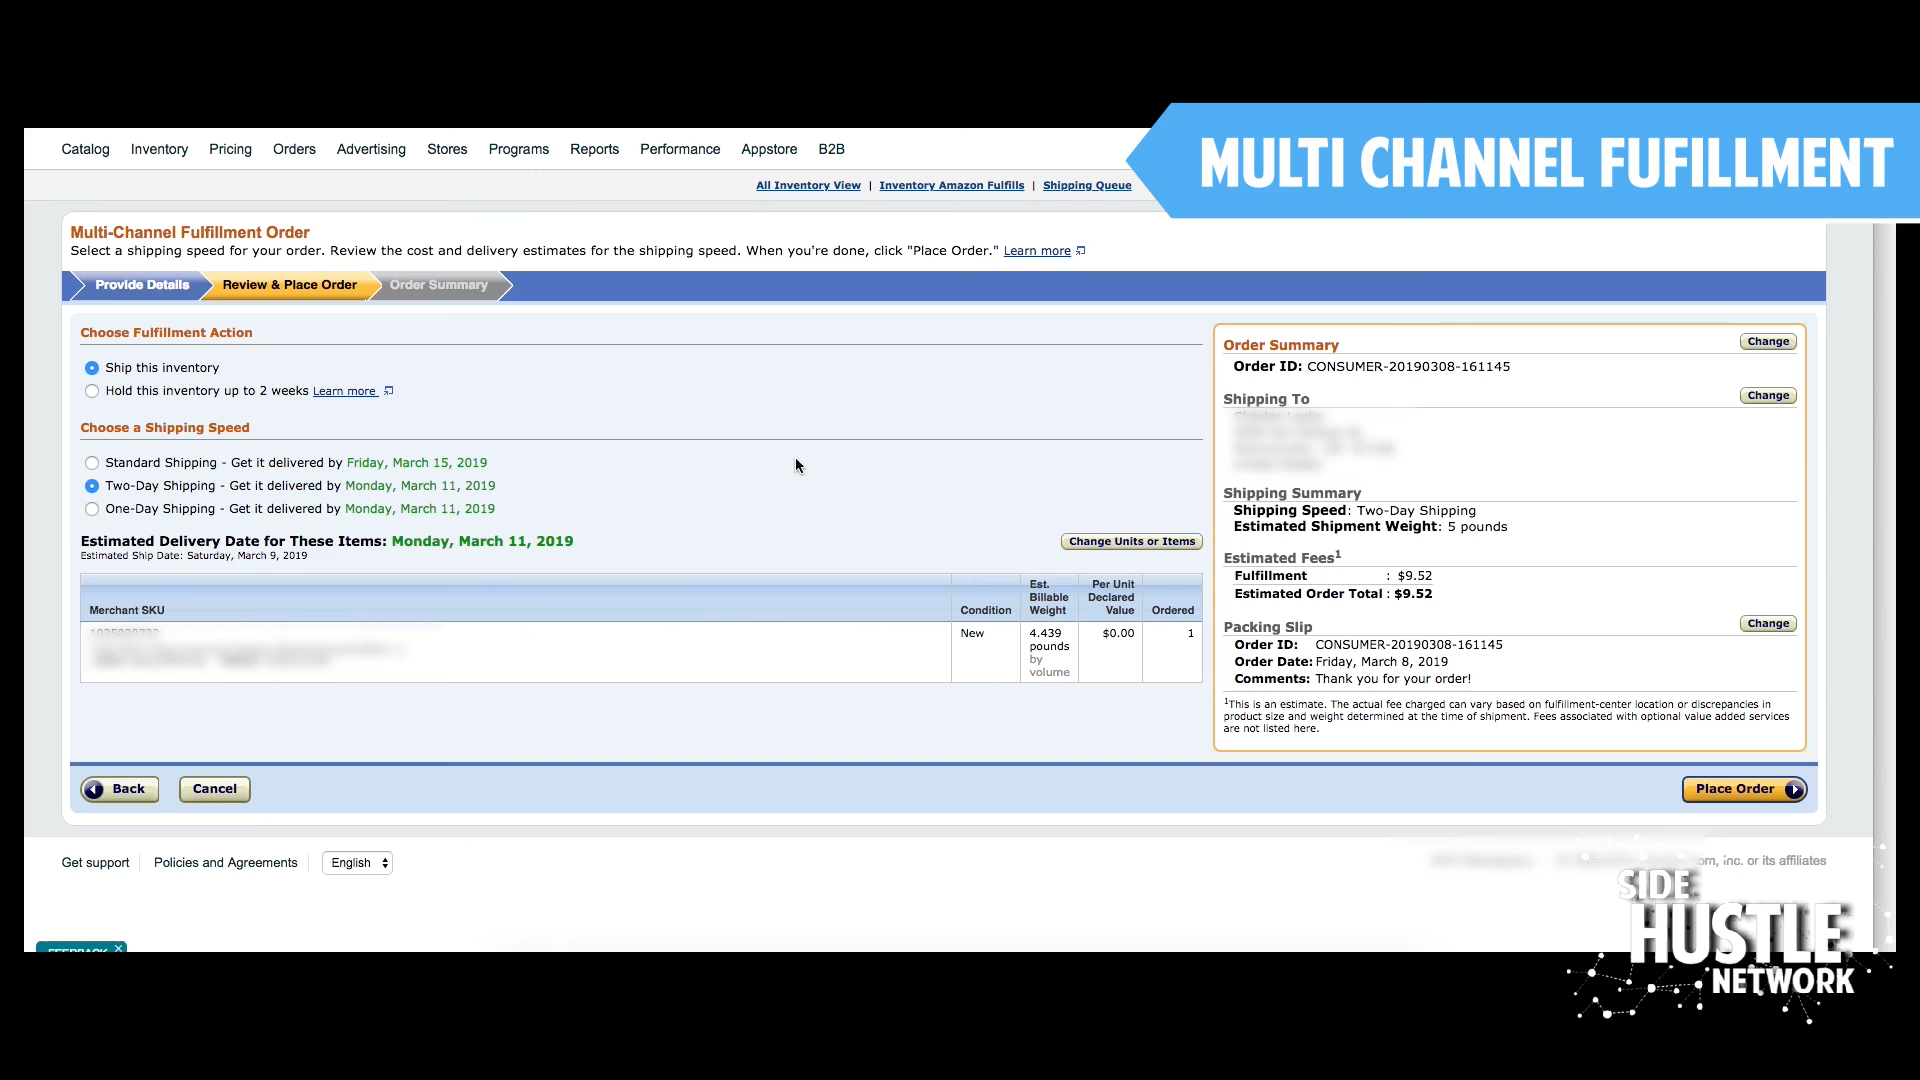 MULTI CHANNEL FUFILLMENT
Catalog Inventory Pricing Orders Advertising Stores Programs Reports Performance Appstore B2B
All Inventory View | Inventory Amazon Fulfills | Shipping Queue
Multi-Channel Fulfillment Order
Select a shipping speed for your order. Review the cost and delivery estimates for the shipping speed. When you're done, click "Place Order." Learn more
Provide Details Review & Place Order Order Summary
Choose Fulfillment Action
Ship this inventory
Hold this inventory up to 2 weeks Learn more
Choose a Shipping Speed
Standard Shipping - Get it delivered by Friday, March 15, 2019
Two-Day Shipping - Get it delivered by Monday, March 11, 2019
One-Day Shipping - Get it delivered by Monday, March 11, 2019
Estimated Delivery Date for These Items: Monday, March 11, 2019
Change Units or Items
Estimated Ship Date: Saturday, March 9, 2019
Merchant SKU
Condition
Est.
Billable
Weight
Per Unit
Declared
Value
Ordered
New
4.439
pounds
by
volume
$0.00
1
Order Summary
Change
Order ID: CONSUMER-20190308-161145
Shipping To
Change
Shipping Summary
Shipping Speed: Two-Day Shipping
Estimated Shipment Weight: 5 pounds
Estimated Fees1
Fulfillment : $9.52
Estimated Order Total : $9.52
Packing Slip
Change
Order ID: CONSUMER-20190308-161145
Order Date: Friday, March 8, 2019
Comments: Thank you for your order!
1This is an estimate. The actual fee charged can vary based on fulfillment-center location or discrepancies in
product size and weight determined at the time of shipment. Fees associated with optional value added services
are not listed here.
Back Cancel Place Order
Get support Policies and Agreements English
Inc. or its affiliates
FEEDBACK
SIDE
HUSTLE
NETWORK